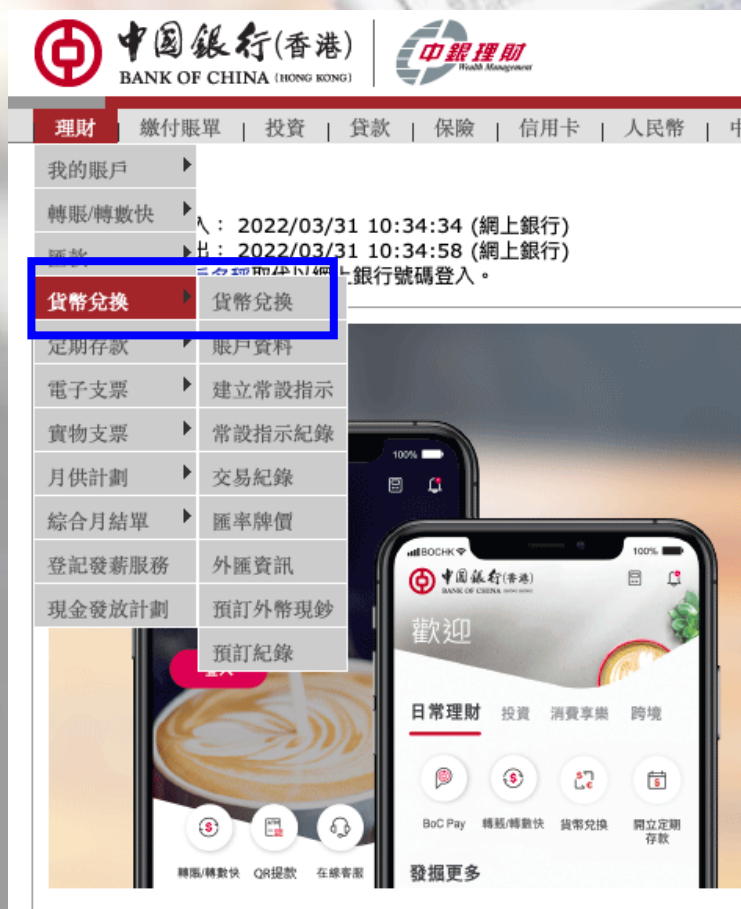 中国銀行(香港)
BANK OF CHINA (HONG KONG)
中銀理財
Wealth Management
理財 | 繳付賬單 | 投資 | 貸款 | 保險 | 信用卡 | 人民幣 |
我的賬戶
轉賬/轉數快
入： 2022/03/31 10:34:34 (網上銀行)
匯款
出： 2022/03/31 10:34:58 (網上銀行)
取代以網上銀行號碼登入。
貨幣兌換
貨幣兌換
定期存款
賬戶資料
電子支票
建立常設指示
實物支票
常設指示紀錄
月供計劃
交易紀錄
綜合月結單
匯率牌價
登記發薪服務
外匯資訊
現金發放計劃
預訂外幣現鈔
預訂紀錄
100%
登入
轉賬/轉數快
QR提款
在線客服
BOCHK
100%
中国銀行(香港)
BANK OF CHINA (HONG KONG)
歡迎
日常理財 投資 消費享樂 跨境
BoC Pay
轉賬/轉數快
貨幣兌換
開立定期
存款
發掘更多